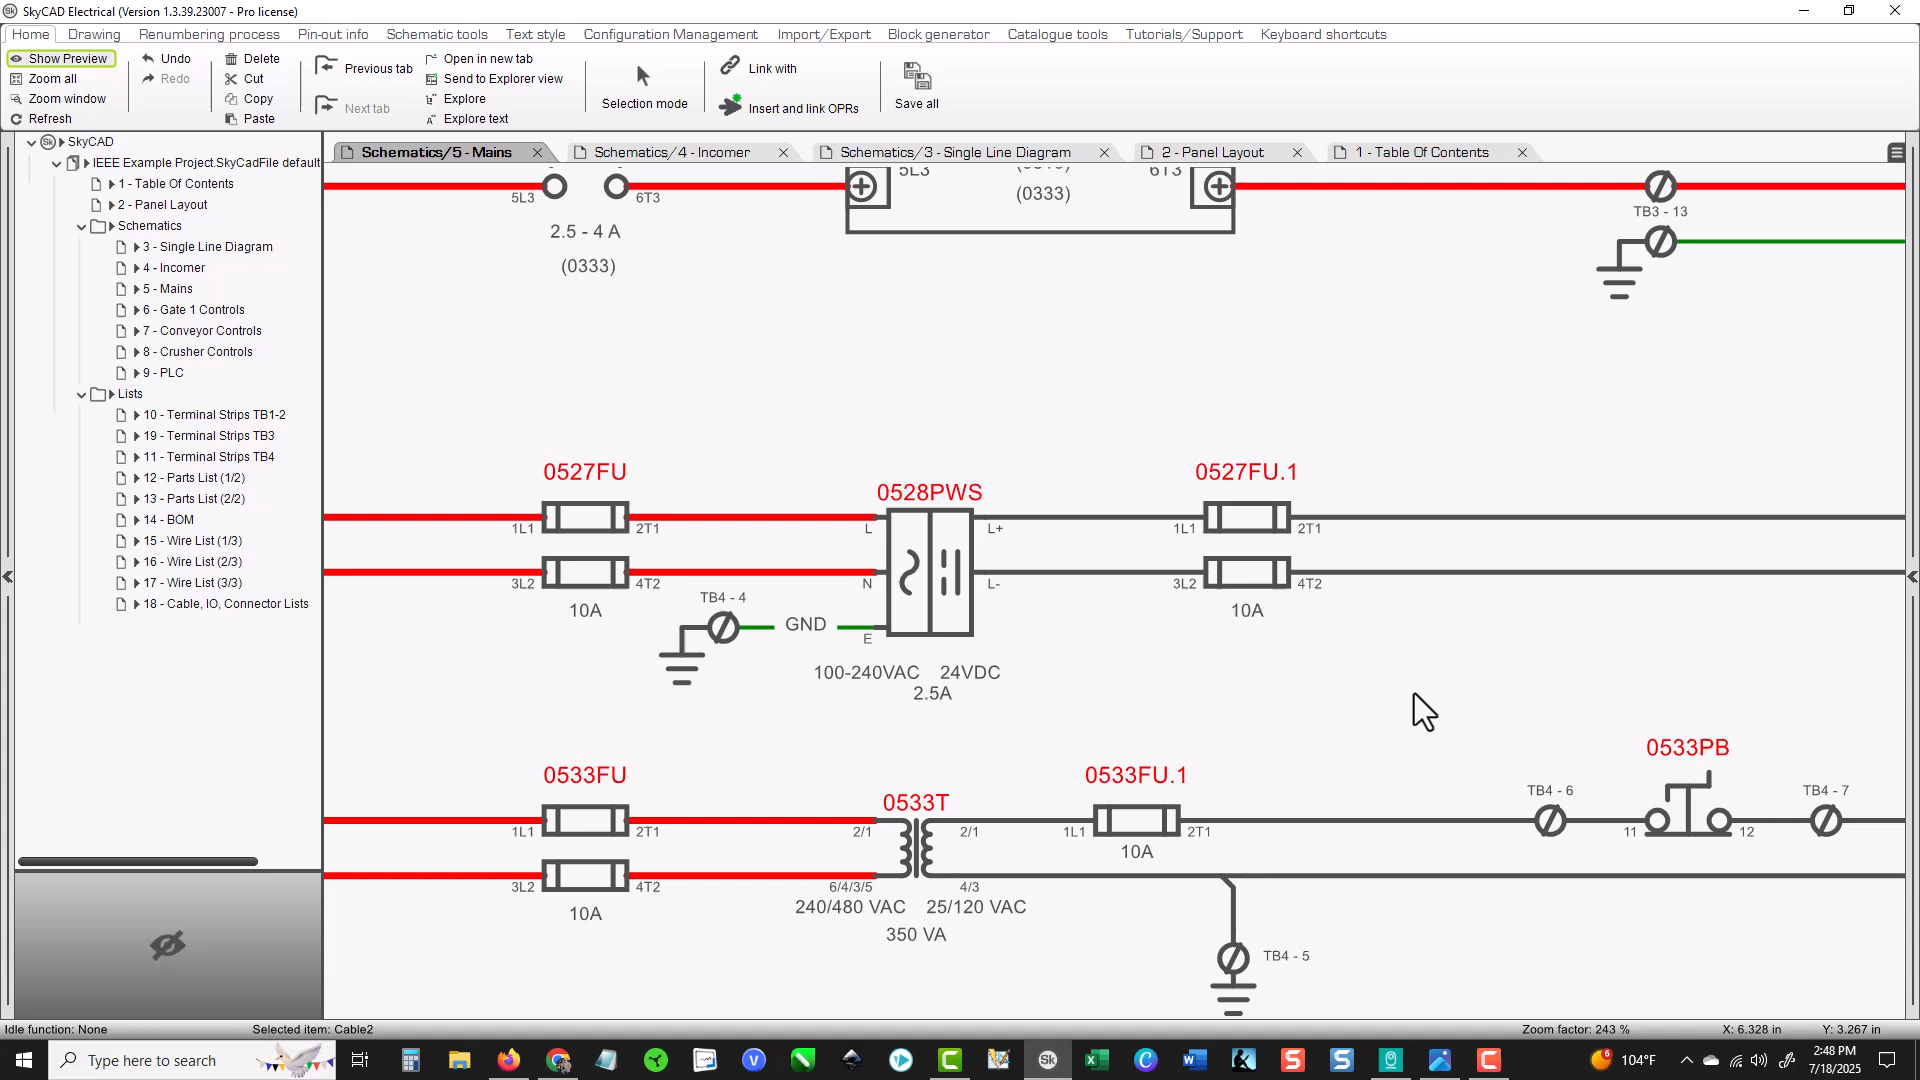 SkyCAD Electrical (Version 1.3.39.23007 - Pro license)
Home Drawing Renumbering process Pin-out info Schematic tools Text style Configuration Management Import/Export Block generator Catalogue tools Tutorials/Support Keyboard shortcuts
Show Preview Undo Delete Open in new tab
Previous tab Link with
Zoom all Redo Cut Send to Explorer view
Zoom window Copy Explore Selection mode Save all
Next tab Insert and link OPRs
Refresh Paste Explore text
SkyCAD
IEEE Example Project.SkyCadFile default
1 - Table Of Contents
2 - Panel Layout
Schematics
3 - Single Line Diagram
4 - Incomer
5 - Mains
6 - Gate 1 Controls
7 - Conveyor Controls
8 - Crusher Controls
9 - PLC
Lists
10 - Terminal Strips TB1-2
19 - Terminal Strips TB3
11 - Terminal Strips TB4
12 - Parts List (1/2)
13 - Parts List (2/2)
14 - BOM
15 - Wire List (1/3)
16 - Wire List (2/3)
17 - Wire List (3/3)
18 - Cable, IO, Connector Lists
Schematics/5 - Mains Schematics/4 - Incomer Schematics/3 - Single Line Diagram 2 - Panel Layout 1 - Table Of Contents
5L3 6T3
5L3 6T3 (0333) TB3 - 13
2.5 - 4 A
(0333)
0527FU 0528PWS 0527FU.1
1L1 2T1 L L+ 1L1 2T1
3L2 4T2 N L- 3L2 4T2
10A TB4 - 4 10A
GND
E
100-240VAC 24VDC
2.5A
0533FU 0533T 0533FU.1 0533PB
TB4 - 6 TB4 - 7
1L1 2T1 2/1 2/1 1L1 2T1 11 12
10A
3L2 4T2 6/4/3/5 4/3
10A 240/480 VAC 25/120 VAC
350 VA
TB4 - 5
Idle function: None Selected item: Cable2 Zoom factor: 243 % X: 6.328 in Y: 3.267 in
Type here to search 104°F 2:48 PM
7/18/2025